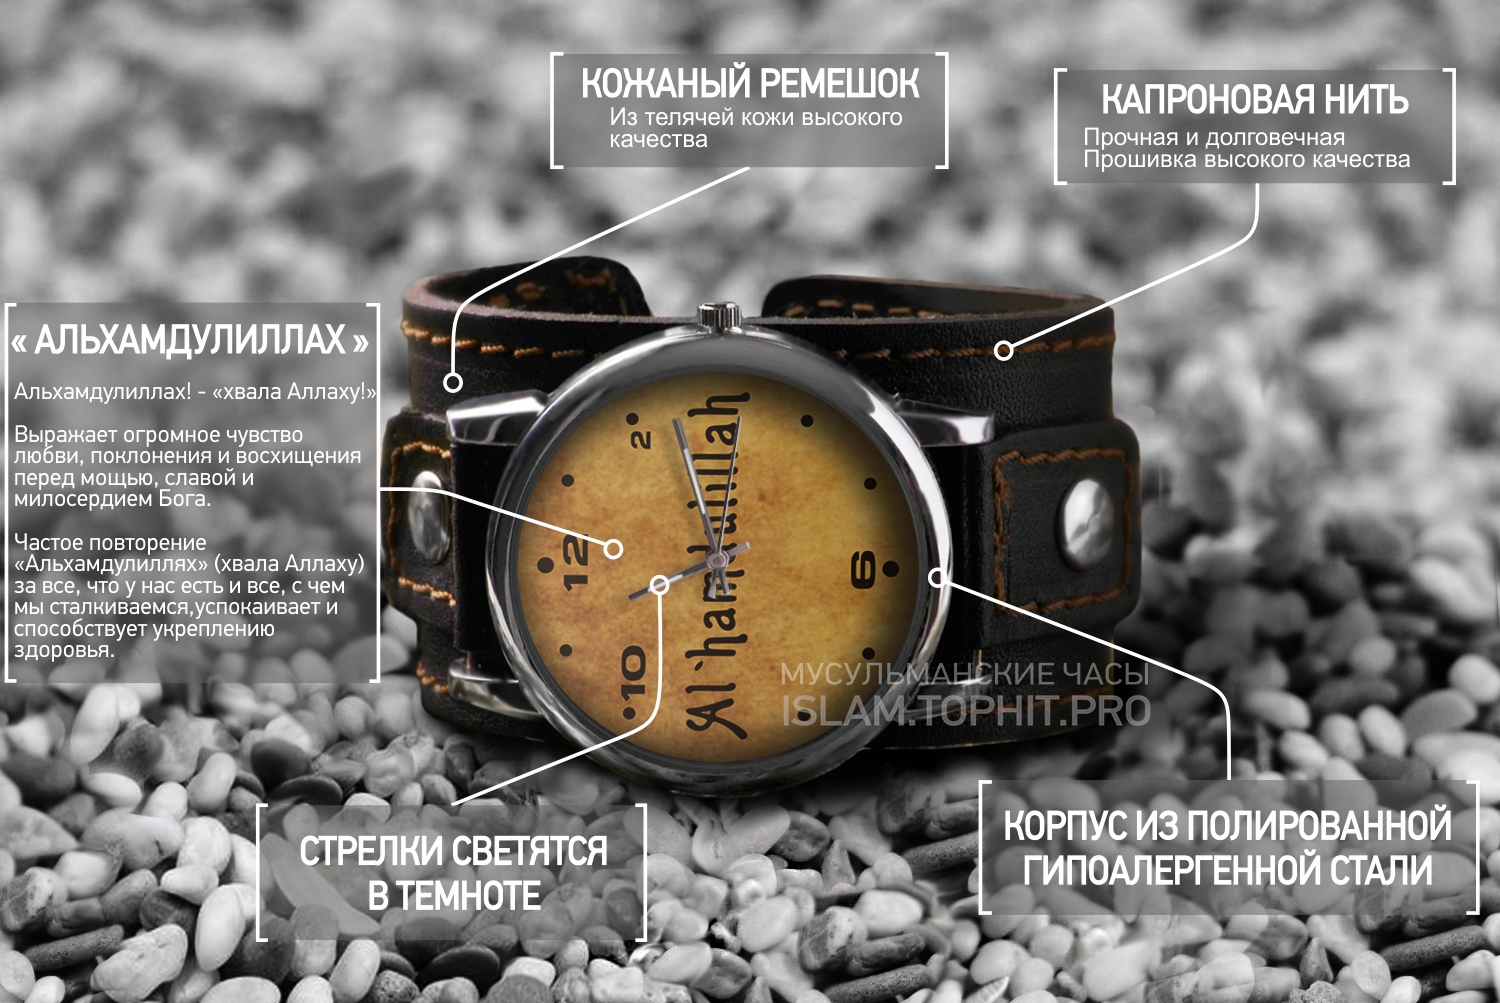 КОЖАНЫЙ РЕМЕШОК
Из телячей кожи высокого
качества
КАПРОНОВАЯ НИТЬ
Прочная и долговечная
Прошивка высокого качества
« АЛЬХАМДУЛИЛЛАХ »
Альхамдулиллах! - «хвала Аллаху!»
Выражает огромное чувство
любви, поклонения и восхищения
перед мощью, славой и
милосердием Бога.
Частое повторение
«Альхамдулиллях» (хвала Аллаху)
за все, что у нас есть и все, с чем
мы сталкиваемся,успокаивает и
способствует укреплению
здоровья.
2
12
10
6
Al'hamdulillah
МУСУЛЬМАНСКИЕ ЧАСЫ
ISLAM.TOPHIT.PRO
СТРЕЛКИ СВЕТЯТСЯ
В ТЕМНОТЕ
КОРПУС ИЗ ПОЛИРОВАННОЙ
ГИПОАЛЕРГЕННОЙ СТАЛИ